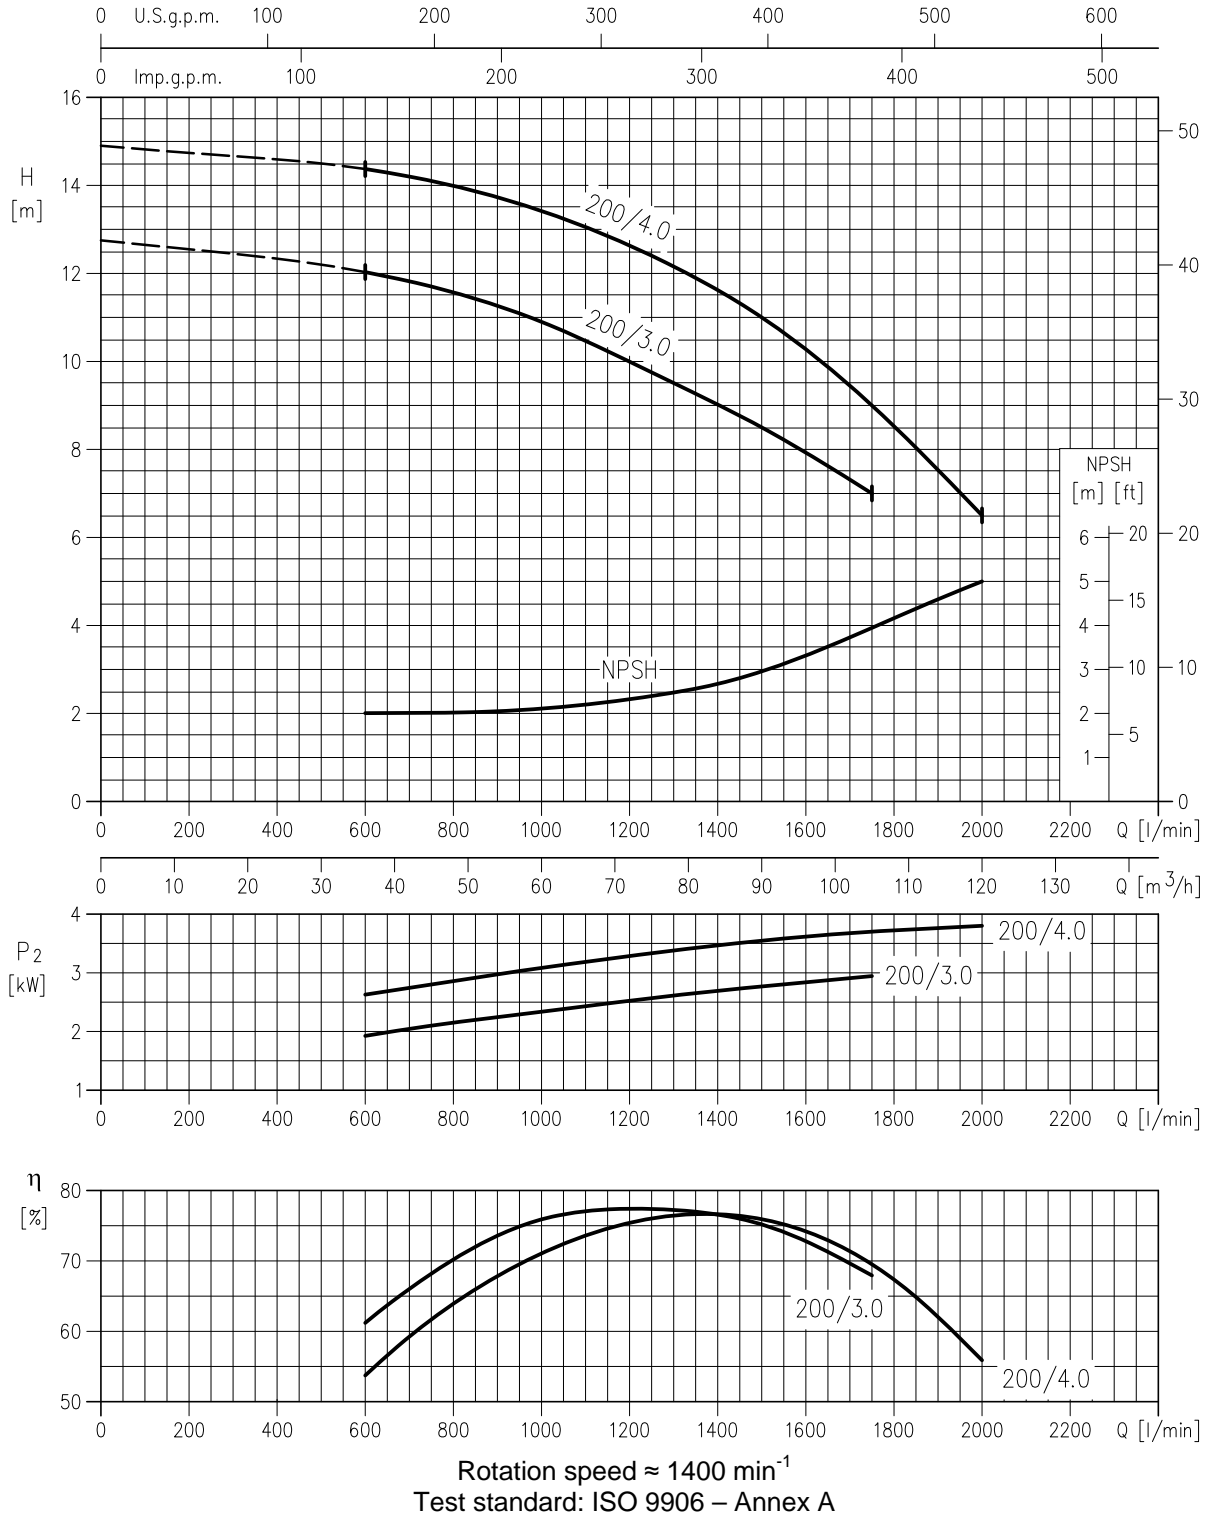 0 U.S.g.p.m. 100 200 300 400 500 600
0 Imp.g.p.m. 100 200 300 400 500
16
50
H
[m]
14
200/4.0
40
12
200/3.0
10
30
8
NPSH
[m] [ft]
6
6 20
20
5
15
4
4
NPSH
3 10
10
2
2
5
1
0
0
0 200 400 600 800 1000 1200 1400 1600 1800 2000 2200 Q [l/min]
0 10 20 30 40 50 60 70 80 90 100 110 120 130 Q [m³/h]
4
P2
[kW]
200/4.0
3
200/3.0
2
1
0 200 400 600 800 1000 1200 1400 1600 1800 2000 2200 Q [l/min]
η
[%]
80
70
200/3.0
60
200/4.0
50
0 200 400 600 800 1000 1200 1400 1600 1800 2000 2200 Q [l/min]
Rotation speed ≈ 1400 min⁻¹
Test standard: ISO 9906 – Annex A